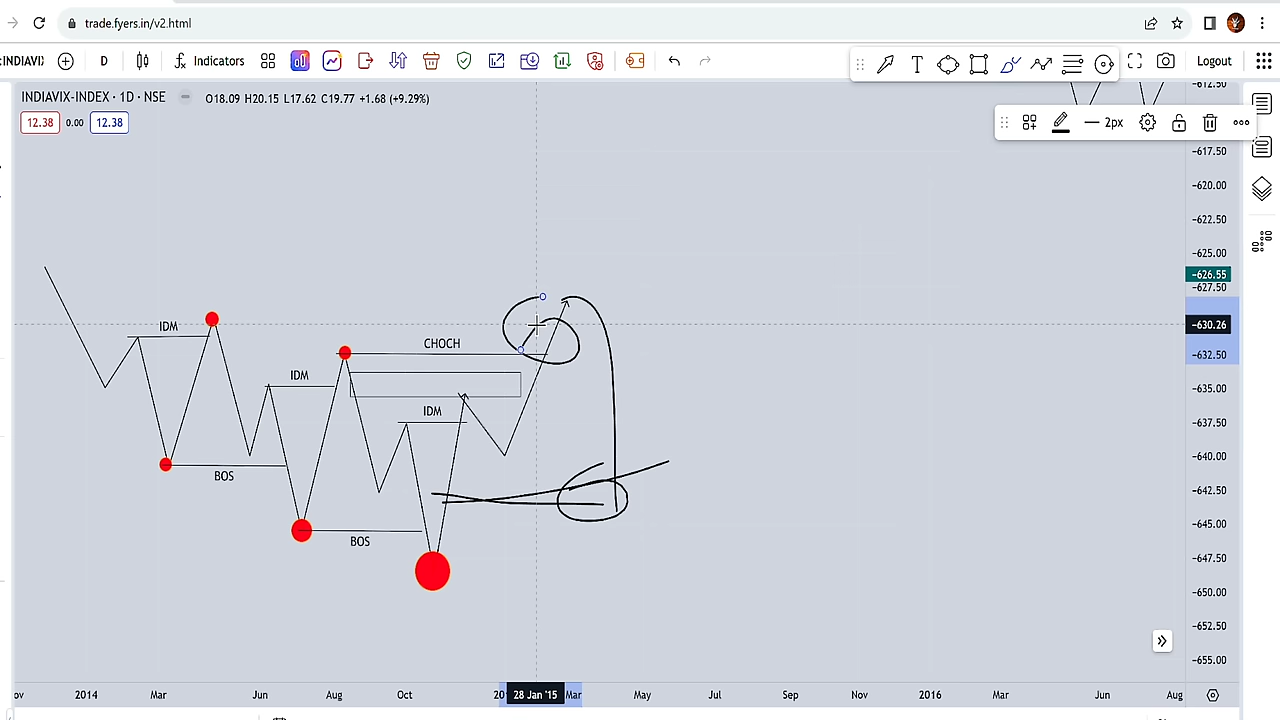 trade.fyers.in/v2.html
:INDIAVI)
D
Indicators
Logout
INDIAVIX-INDEX · 1D · NSE
O18.09 H20.15 L17.62 C19.77 +1.68 (+9.29%)
12.38
0.00
12.38
2px
−612.50
−617.50
−620.00
−622.50
−625.00
−626.55
−627.50
−630.26
−632.50
−635.00
−637.50
−640.00
−642.50
−645.00
−647.50
−650.00
−652.50
−655.00
IDM
CHOCH
IDM
IDM
BOS
BOS
ov
2014
Mar
Jun
Aug
Oct
20
28 Jan '15
Mar
May
Jul
Sep
Nov
2016
Mar
Jun
Aug